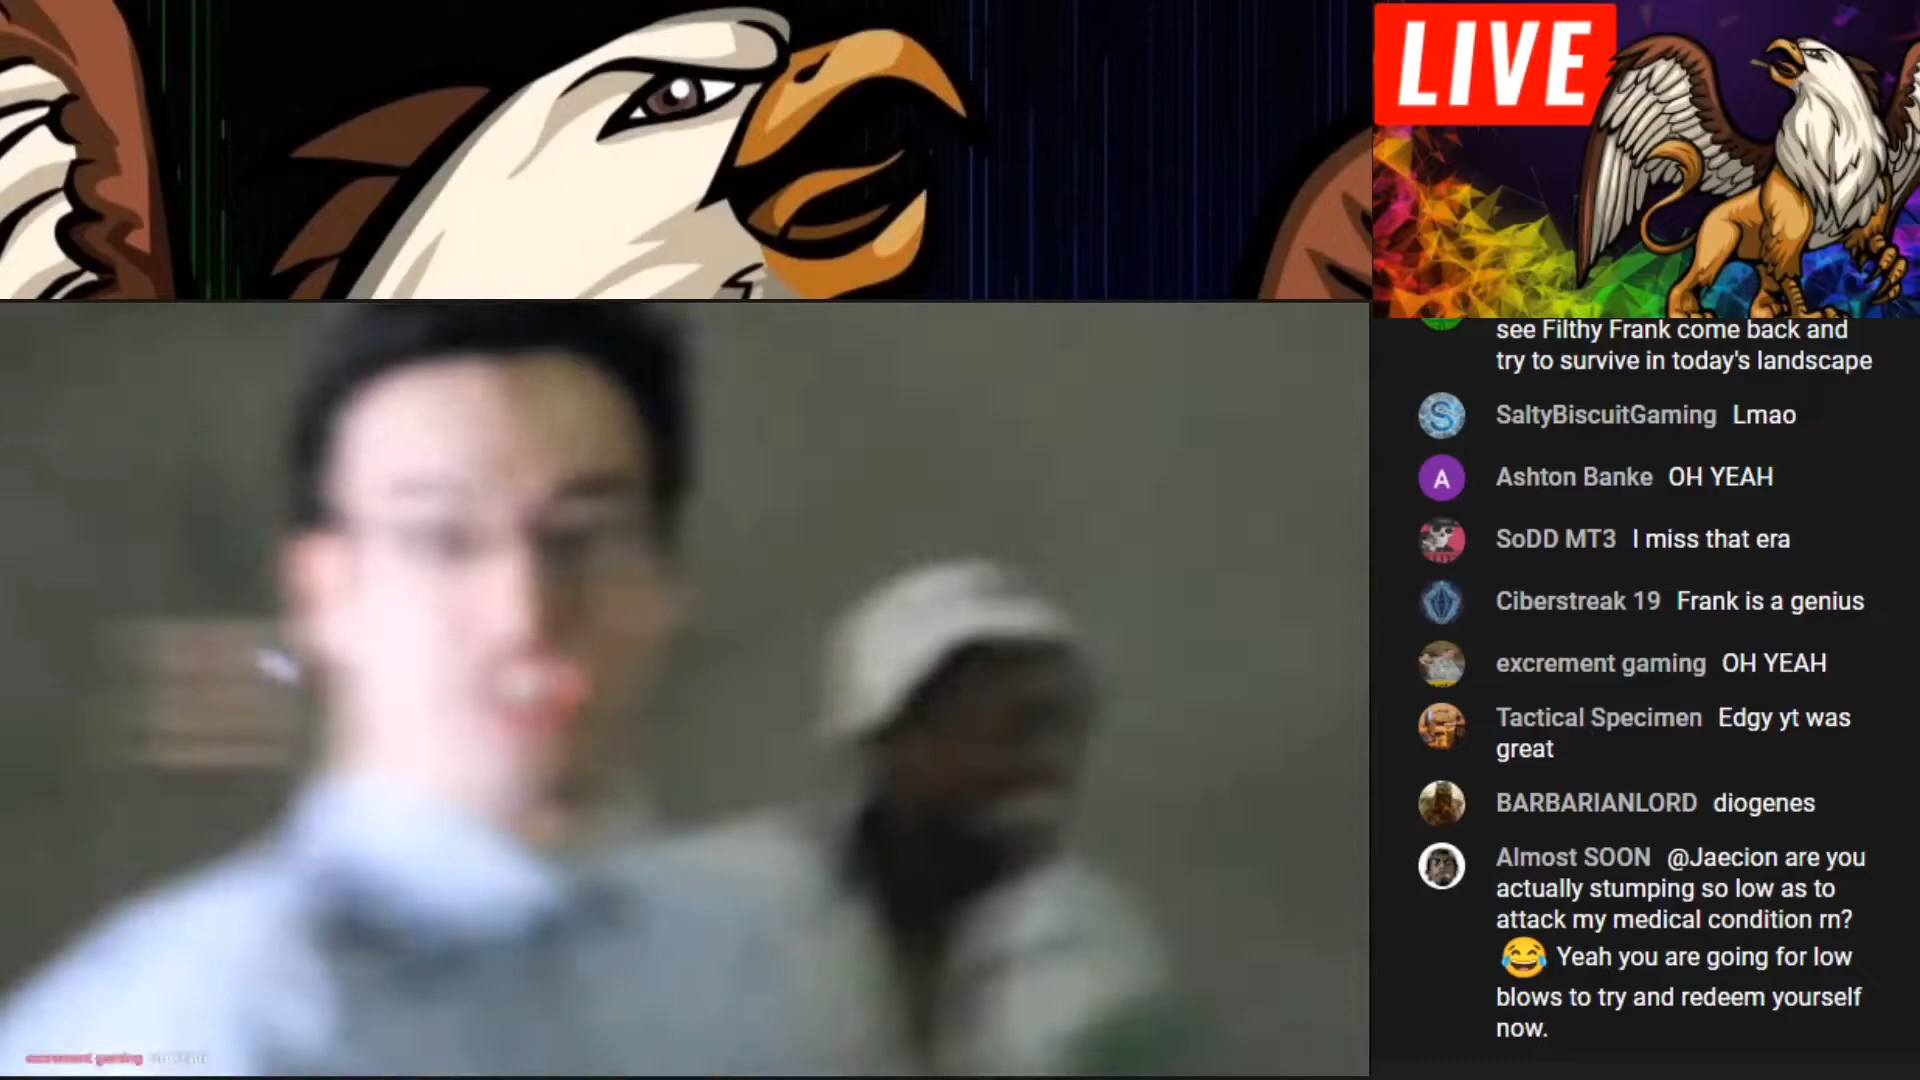 LIVE
see Filthy Frank come back and
try to survive in today's landscape
SaltyBiscuitGaming Lmao
A Ashton Banke OH YEAH
SoDD MT3 I miss that era
Ciberstreak 19 Frank is a genius
excrement gaming OH YEAH
Tactical Specimen Edgy yt was
great
BARBARIANLORD diogenes
Almost SOON @Jaecion are you
actually stumping so low as to
attack my medical condition rn?
😂 Yeah you are going for low
blows to try and redeem yourself
now.
excrement gaming